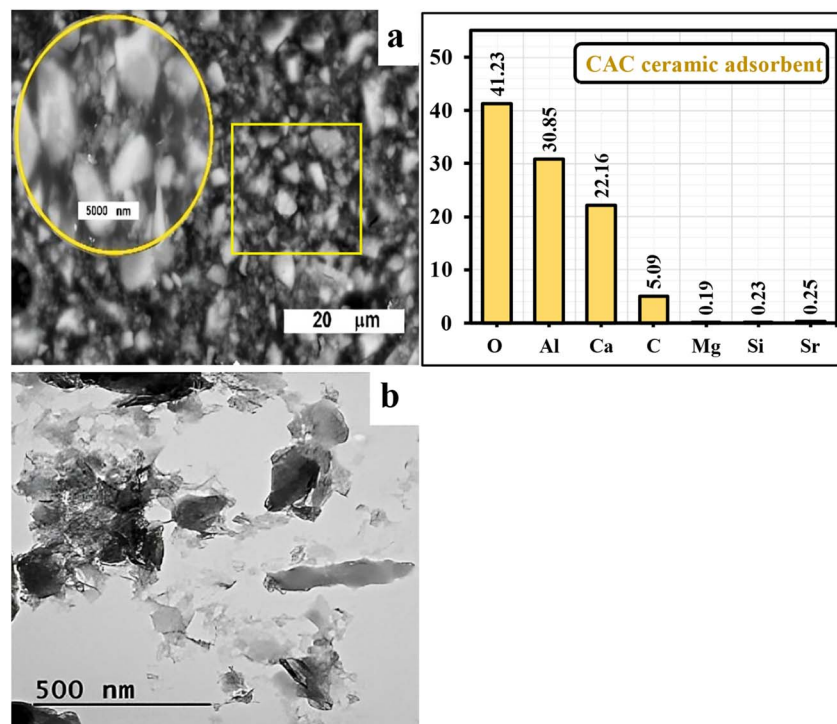 a
5000 nm
20 μm
CAC ceramic adsorbent
50
40
30
20
10
0
41.23
30.85
22.16
5.09
0.19
0.23
0.25
O Al Ca C Mg Si Sr
b
500 nm